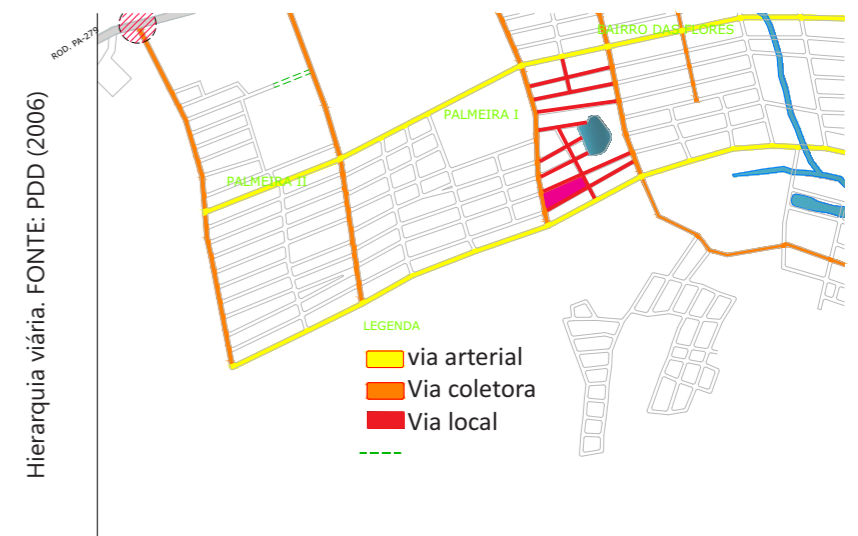 Hierarquia viária. FONTE: PDD (2006)
ROD. PA-279
BAIRRO DAS FLORES
PALMEIRA I
PALMEIRA II
LEGENDA
via arterial
Via coletora
Via local